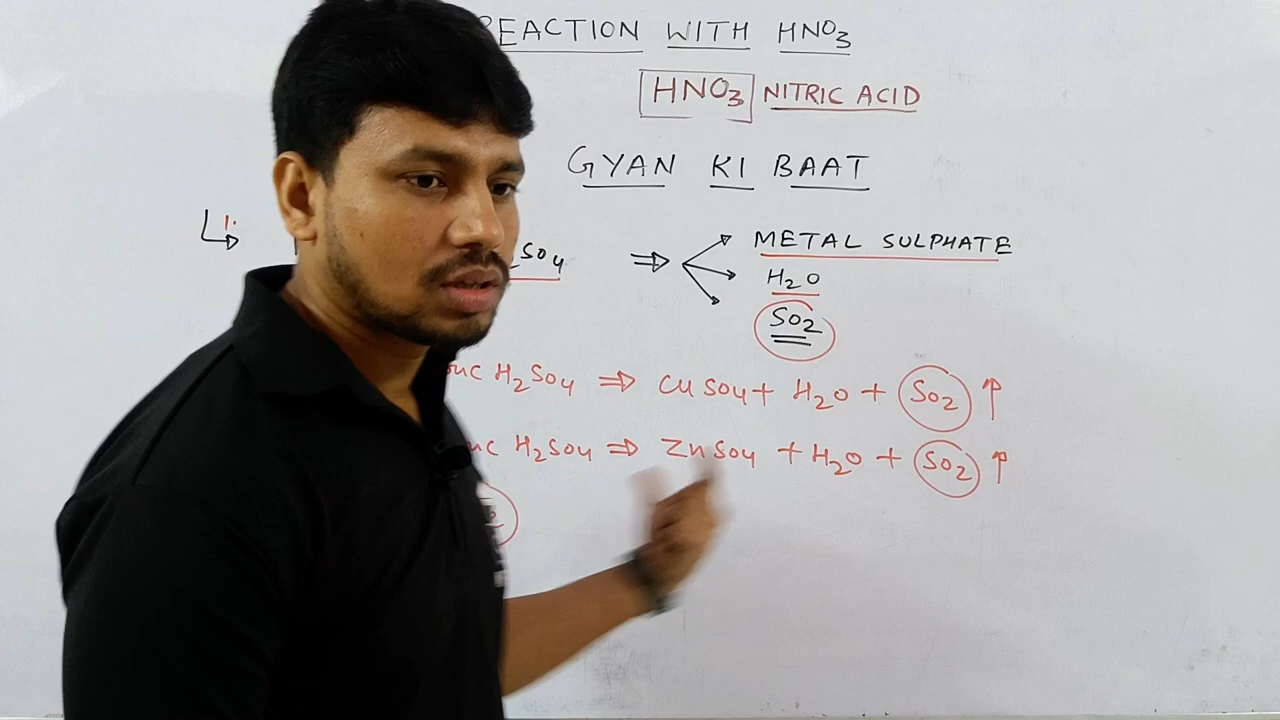 REACTION WITH HNO3
HNO3 NITRIC ACID
GYAN KI BAAT
1.
SO4 ⇒ METAL SULPHATE
H2O
SO2
H2SO4 ⇒ CuSO4 + H2O + SO2 ↑
H2SO4 ⇒ ZnSO4 + H2O + SO2 ↑